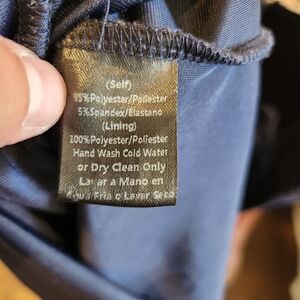 (Self)
95%Polyester/Poliester
5%Spandex/Elastano
(Lining)
100%Polyester/Poliester
Hand Wash Cold Water
or Dry Clean Only
Lavar a Mano en
Agua Fria o Lavar Seco